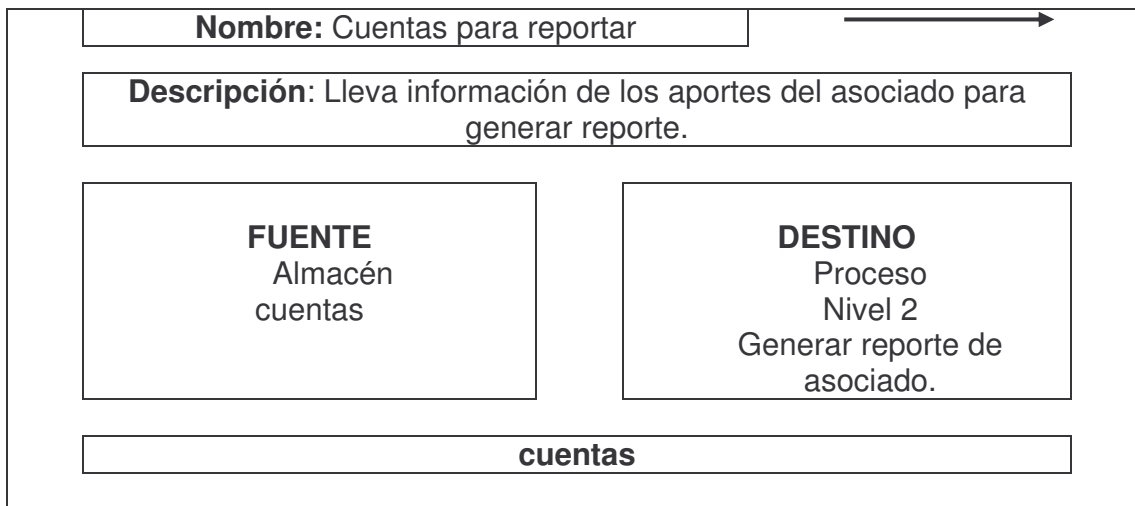 Nombre: Cuentas para reportar
Descripción: Lleva información de los aportes del asociado para
generar reporte.
FUENTE
Almacén
cuentas
DESTINO
Proceso
Nivel 2
Generar reporte de
asociado.
cuentas